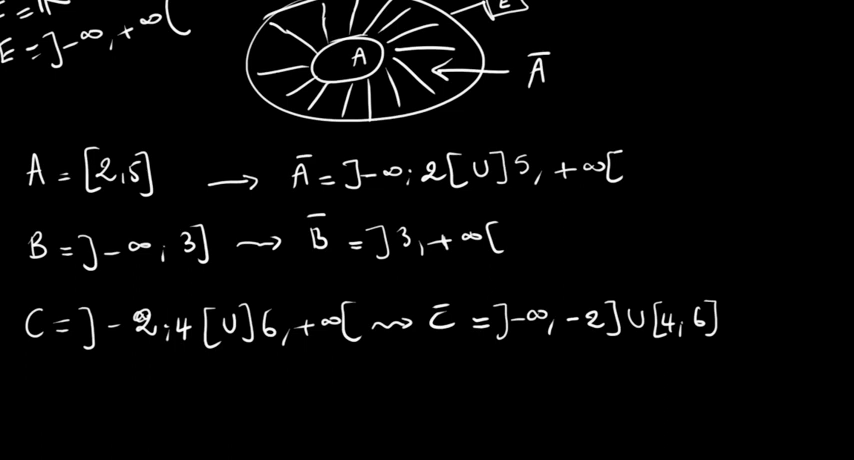 E = ]-∞, +∞[
E
A
Ā
A = [2,5] → Ā = ]-∞; 2[ U ]5, +∞[
B = ]-∞; 3] → B̄ = ]3, +∞[
C = ]-2; 4[ U ]6, +∞[ ⇝ C̄ = ]-∞, -2] U [4, 6]